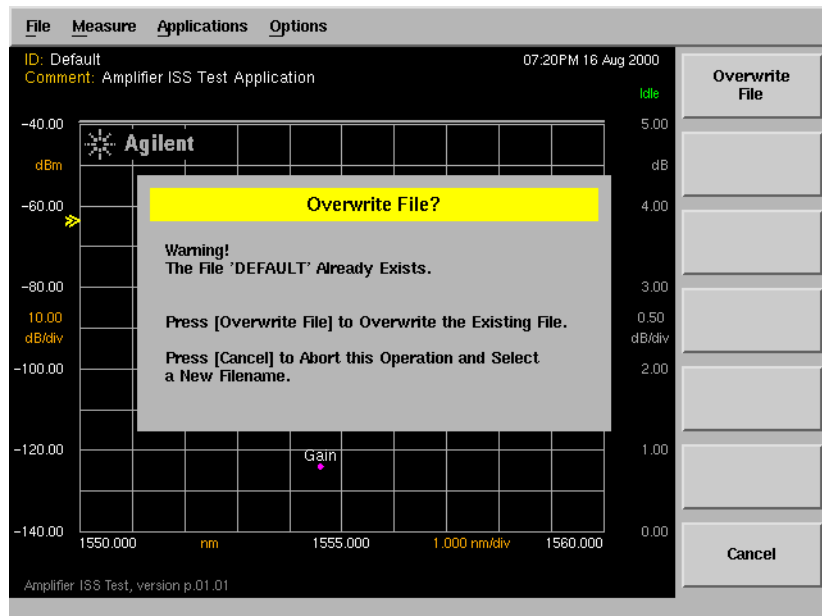 File Measure Applications Options
ID: Default 07:20PM 16 Aug 2000
Comment: Amplifier ISS Test Application
Idle
Overwrite
File
-40.00 5.00
Agilent
dBm dB
Overwrite File?
-60.00 4.00
Warning!
The File 'DEFAULT' Already Exists.
-80.00 3.00
10.00 0.50
dB/div dB/div
Press [Overwrite File] to Overwrite the Existing File.
Press [Cancel] to Abort this Operation and Select
a New Filename.
-100.00 2.00
-120.00 1.00
Gain
-140.00 0.00
1550.000 nm 1555.000 1.000 nm/div 1560.000
Cancel
Amplifier ISS Test, version p.01.01